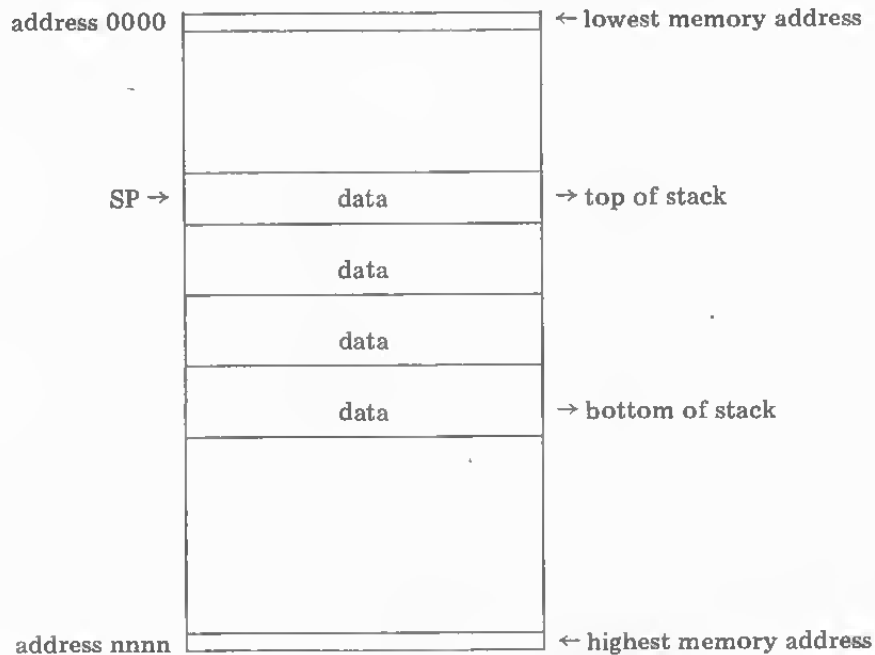 address 0000 ← lowest memory address
SP → data → top of stack
data
data
data → bottom of stack
address nnnn ← highest memory address